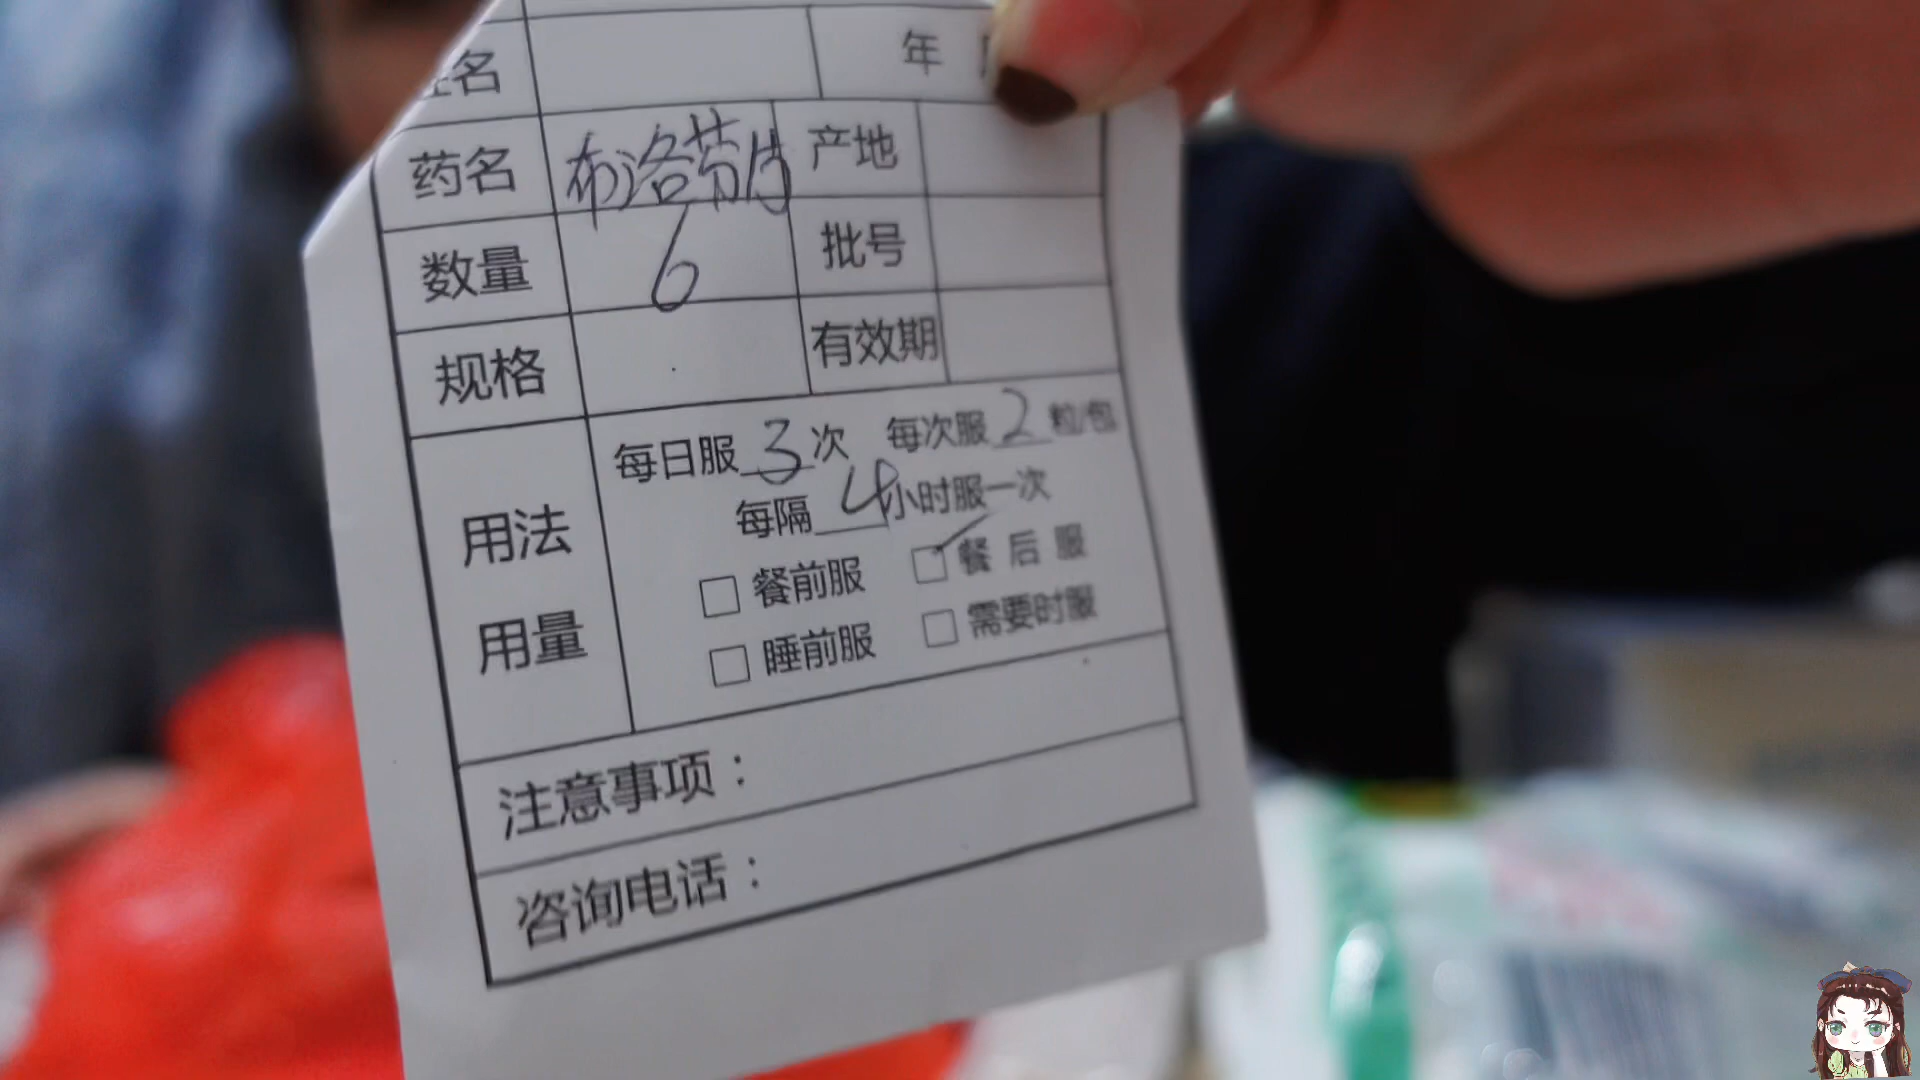 姓名 年
药名 布洛芬片 产地
数量 6 批号
规格 有效期
用法用量
每日服 3 次 每次服 2 粒/包
每隔 4 小时服一次
□ 餐前服 ☑ 餐后服
□ 睡前服 □ 需要时服
注意事项：
咨询电话：